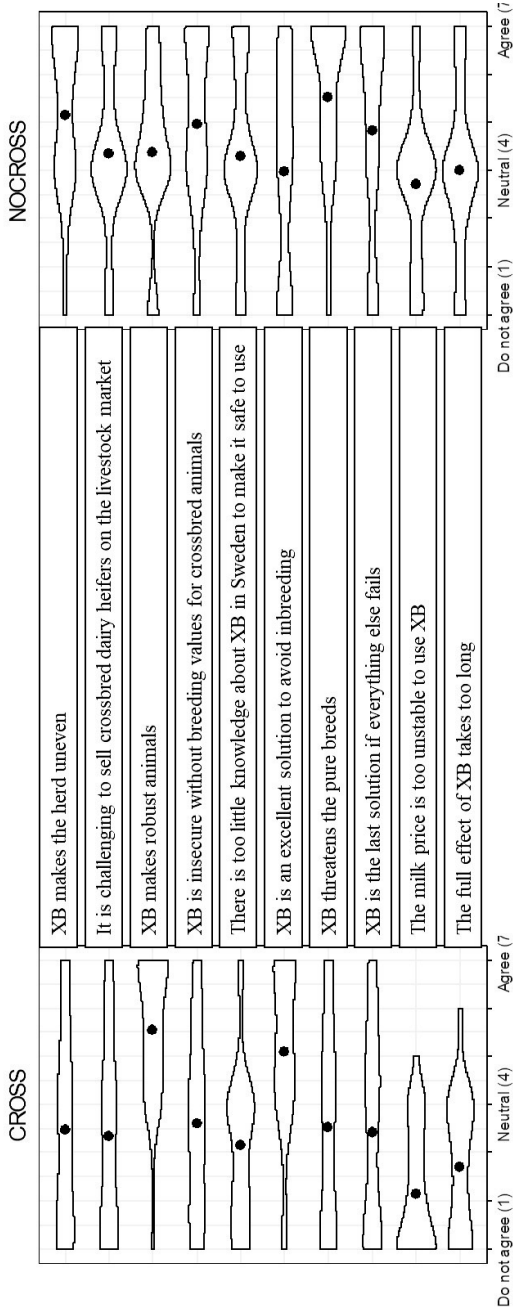 CROSS
NOCROSS
XB makes the herd uneven
It is challenging to sell crossbred dairy heifers on the livestock market
XB makes robust animals
XB is insecure without breeding values for crossbred animals
There is too little knowledge about XB in Sweden to make it safe to use
XB is an excellent solution to avoid inbreeding
XB threatens the pure breeds
XB is the last solution if everything else fails
The milk price is too unstable to use XB
The full effect of XB takes too long
Do not agree (1) Neutral (4) Agree (7
Do not agree (1) Neutral (4) Agree (7